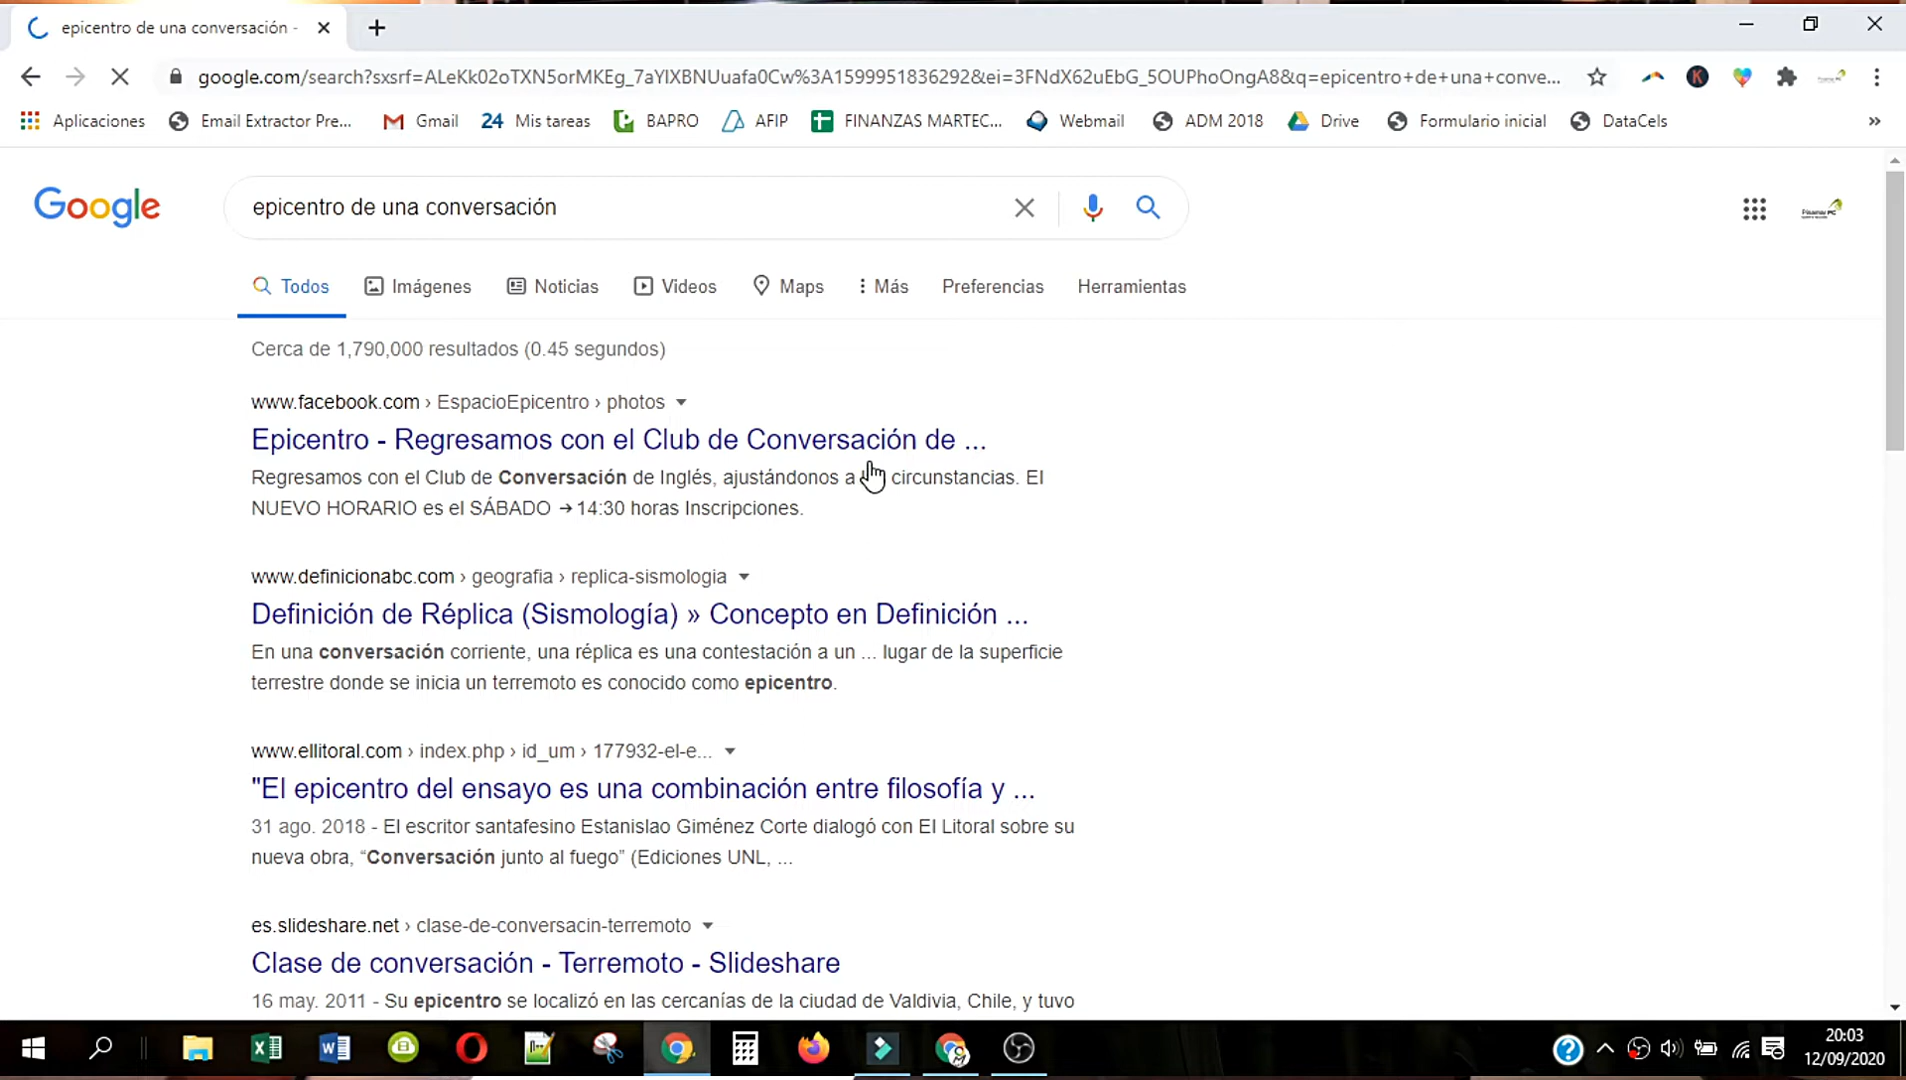 epicentro de una conversación -
google.com/search?sxsrf=ALeKk02oTXN5orMKEg_7aYIXBNUuafa0Cw%3A1599951836292&ei=3FNdX62uEbG_5OUPhoOngA8&q=epicentro+de+una+conve...
Aplicaciones Email Extractor Pre... Gmail 24 Mis tareas BAPRO AFIP FINANZAS MARTEC... Webmail ADM 2018 Drive Formulario inicial DataCels »
Google epicentro de una conversación
Todos Imágenes Noticias Videos Maps Más Preferencias Herramientas
Cerca de 1,790,000 resultados (0.45 segundos)
www.facebook.com › EspacioEpicentro › photos
Epicentro - Regresamos con el Club de Conversación de ...
Regresamos con el Club de Conversación de Inglés, ajustándonos a circunstancias. El
NUEVO HORARIO es el SÁBADO → 14:30 horas Inscripciones.
www.definicionabc.com › geografia › replica-sismologia
Definición de Réplica (Sismología) » Concepto en Definición ...
En una conversación corriente, una réplica es una contestación a un ... lugar de la superficie
terrestre donde se inicia un terremoto es conocido como epicentro.
www.ellitoral.com › index.php › id_um › 177932-el-e...
"El epicentro del ensayo es una combinación entre filosofía y ...
31 ago. 2018 - El escritor santafesino Estanislao Giménez Corte dialogó con El Litoral sobre su
nueva obra, “Conversación junto al fuego” (Ediciones UNL, ...
es.slideshare.net › clase-de-conversacin-terremoto
Clase de conversación - Terremoto - Slideshare
16 may. 2011 - Su epicentro se localizó en las cercanías de la ciudad de Valdivia, Chile, y tuvo
20:03
12/09/2020